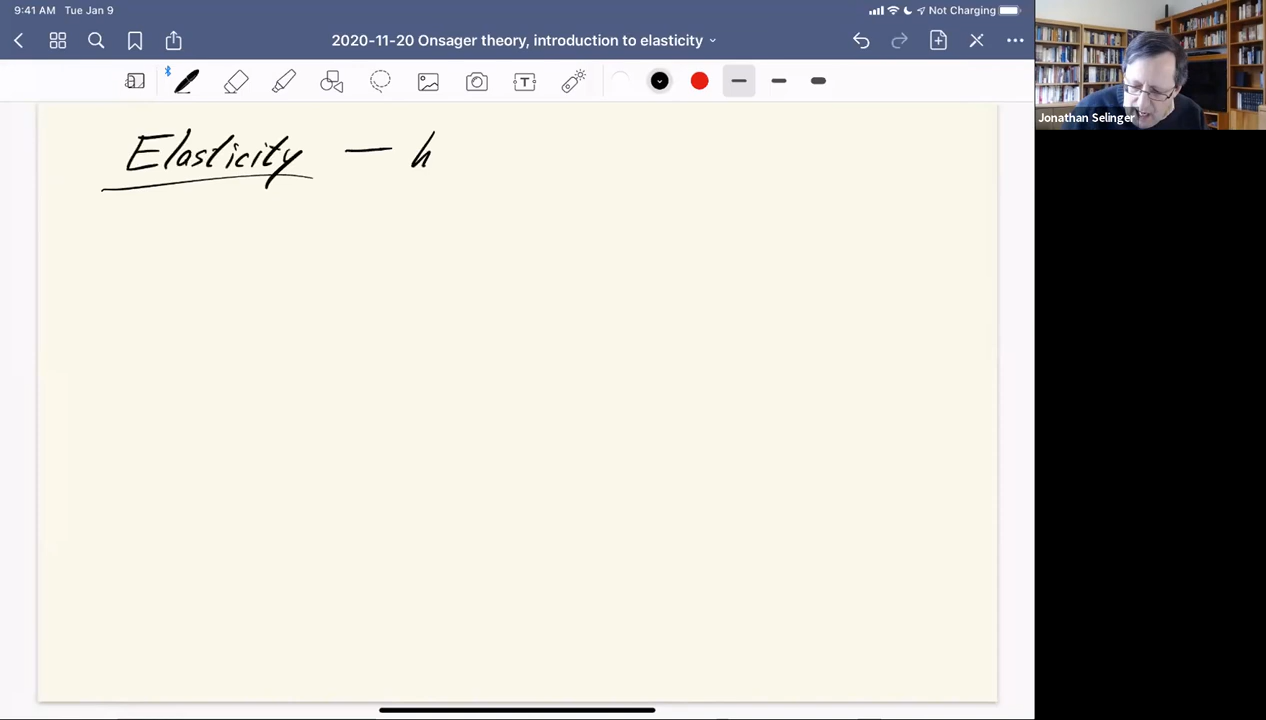 9:41 AM Tue Jan 9
Not Charging
2020-11-20 Onsager theory, introduction to elasticity
T
Jonathan Selinger
Elasticity — h